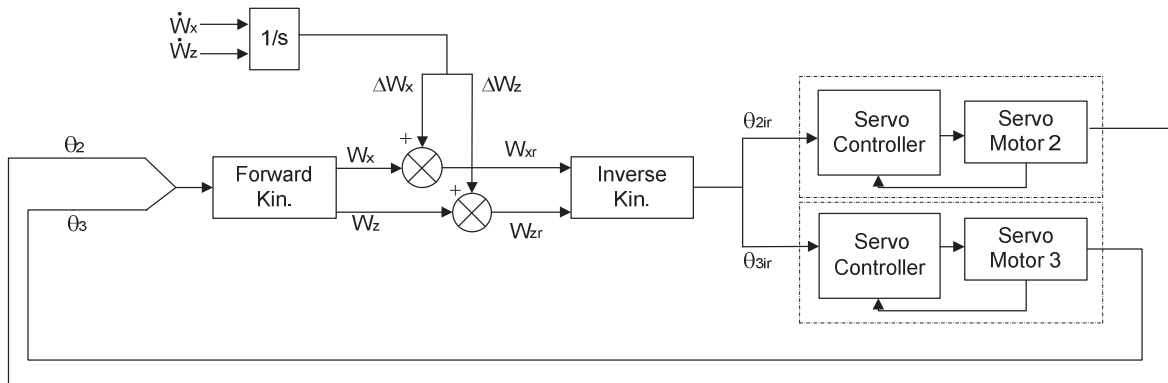 Ẇx
Ẇz
1/s
ΔWx
ΔWz
θ2
θ3
Forward
Kin.
Wx
Wz
+
+
Wxr
Wzr
Inverse
Kin.
θ2ir
θ3ir
Servo
Controller
Servo
Motor 2
Servo
Controller
Servo
Motor 3